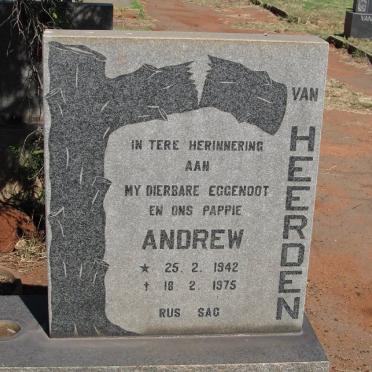 IN TERE HERINNERING
AAN
MY DIERBARE EGGENOOT
EN ONS PAPPIE
ANDREW
VAN
HEERDEN
★ 25. 2. 1942
† 18. 2. 1975
RUS SAG
VAN